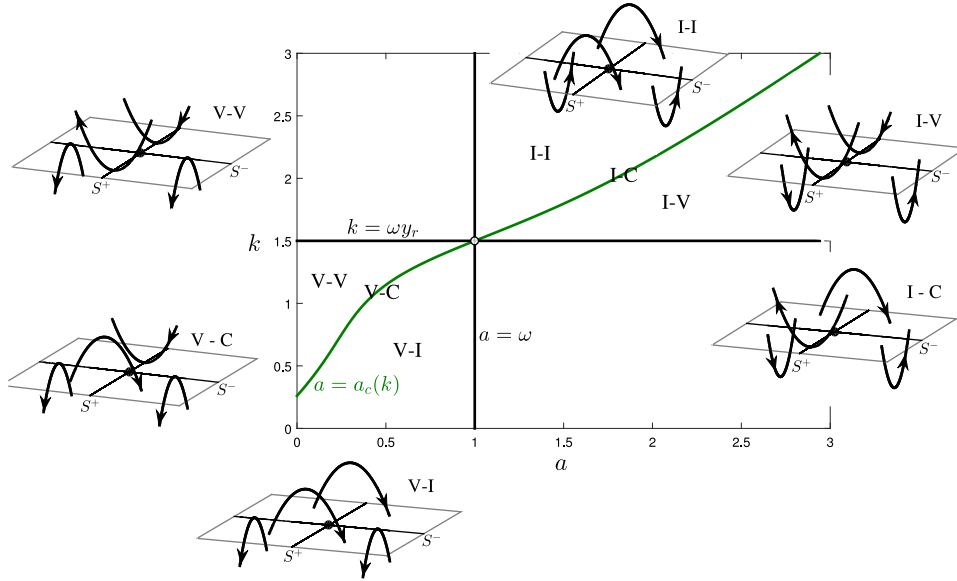 I-I
S⁺
S⁻
V-V
S⁺
S⁻
I-V
S⁺
S⁻
V - C
S⁺
S⁻
I - C
S⁺
S⁻
V-I
S⁺
S⁻
3
2.5
2
1.5
1
0.5
0
k
I-I
I-C
I-V
k = ωy_r
V-V
V-C
V-I
a = ω
a = a_c(k)
0
0.5
1
1.5
2
2.5
3
a